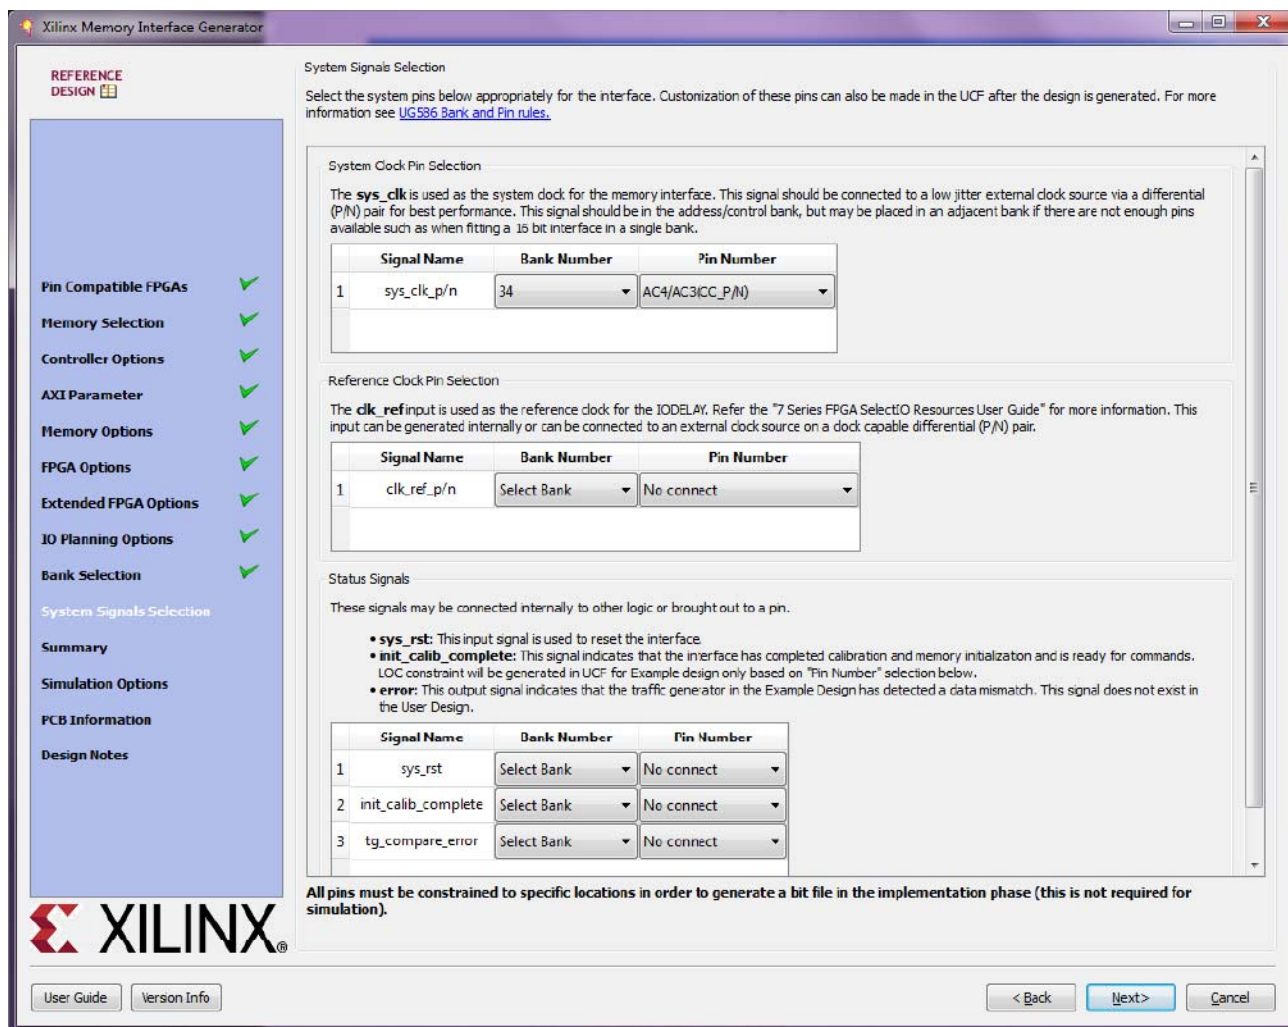 Xilinx Memory Interface Generator
REFERENCE
DESIGN
Pin Compatible FPGAs
Memory Selection
Controller Options
AXI Parameter
Memory Options
FPGA Options
Extended FPGA Options
IO Planning Options
Bank Selection
System Signals Selection
Summary
Simulation Options
PCB Information
Design Notes
XILINX®
System Signals Selection
Select the system pins below appropriately for the interface. Customization of these pins can also be made in the UCF after the design is generated. For more
information see UG586 Bank and Pin rules.
System Clock Pin Selection
The sys_clk is used as the system clock for the memory interface. This signal should be connected to a low jitter external clock source via a differential
(P/N) pair for best performance. This signal should be in the address/control bank, but may be placed in an adjacent bank if there are not enough pins
available such as when fitting a 16 bit interface in a single bank.
Signal Name Bank Number Pin Number
1 sys_clk_p/n 34 AC4/AC3(CC_P/N)
Reference Clock Pin Selection
The clk_ref input is used as the reference clock for the IODELAY. Refer the "7 Series FPGA SelectIO Resources User Guide" for more information. This
input can be generated internally or can be connected to an external clock source on a clock capable differential (P/N) pair.
Signal Name Bank Number Pin Number
1 clk_ref_p/n Select Bank No connect
Status Signals
These signals may be connected internally to other logic or brought out to a pin.
• sys_rst: This input signal is used to reset the interface.
• init_calib_complete: This signal indicates that the interface has completed calibration and memory initialization and is ready for commands.
LOC constraint will be generated in UCF for Example design only based on "Pin Number" selection below.
• error: This output signal indicates that the traffic generator in the Example Design has detected a data mismatch. This signal does not exist in
the User Design.
Signal Name Bank Number Pin Number
1 sys_rst Select Bank No connect
2 init_calib_complete Select Bank No connect
3 tg_compare_error Select Bank No connect
All pins must be constrained to specific locations in order to generate a bit file in the implementation phase (this is not required for
simulation).
User Guide Version Info < Back Next> Cancel